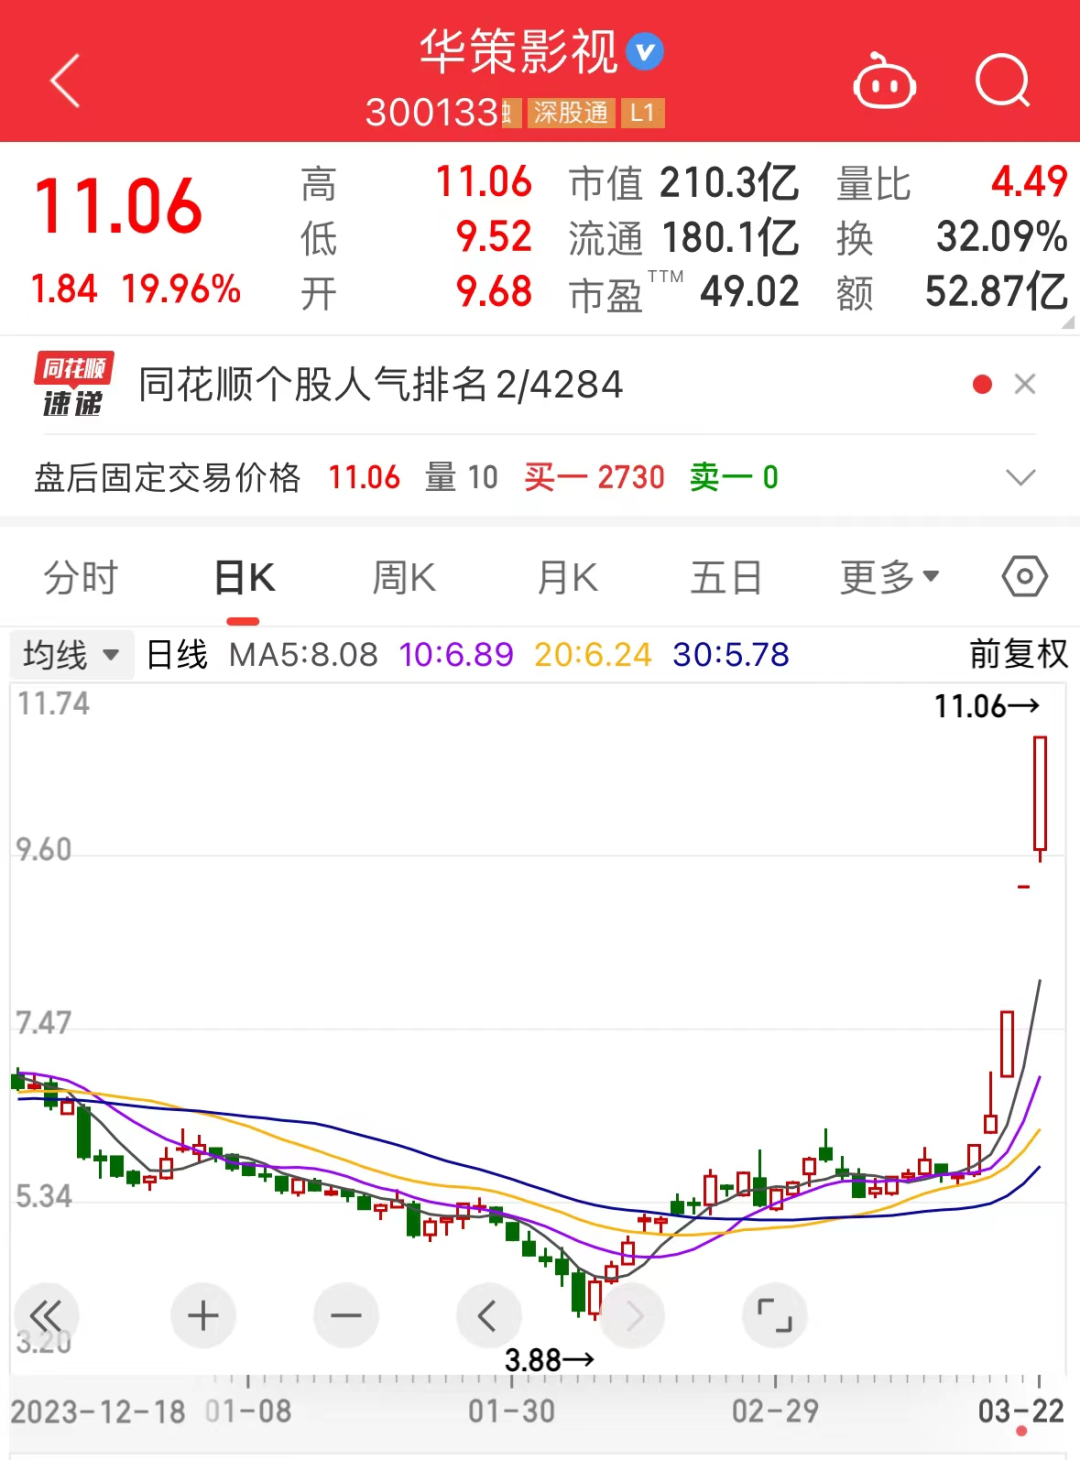 华策影视
300133 深股通 L1
11.06 高 11.06 市值 210.3亿 量比 4.49
低 9.52 流通 180.1亿 换 32.09%
1.84 19.96% 开 9.68 市盈TTM 49.02 额 52.87亿
同花顺
速递
同花顺个股人气排名2/4284
盘后固定交易价格 11.06 量 10 买一 2730 卖一 0
分时 日K 周K 月K 五日 更多
均线 日线 MA5:8.08 10:6.89 20:6.24 30:5.78 前复权
11.74
11.06→
9.60
7.47
5.34
3.20
3.88→
2023-12-18 01-08 01-30 02-29 03-22